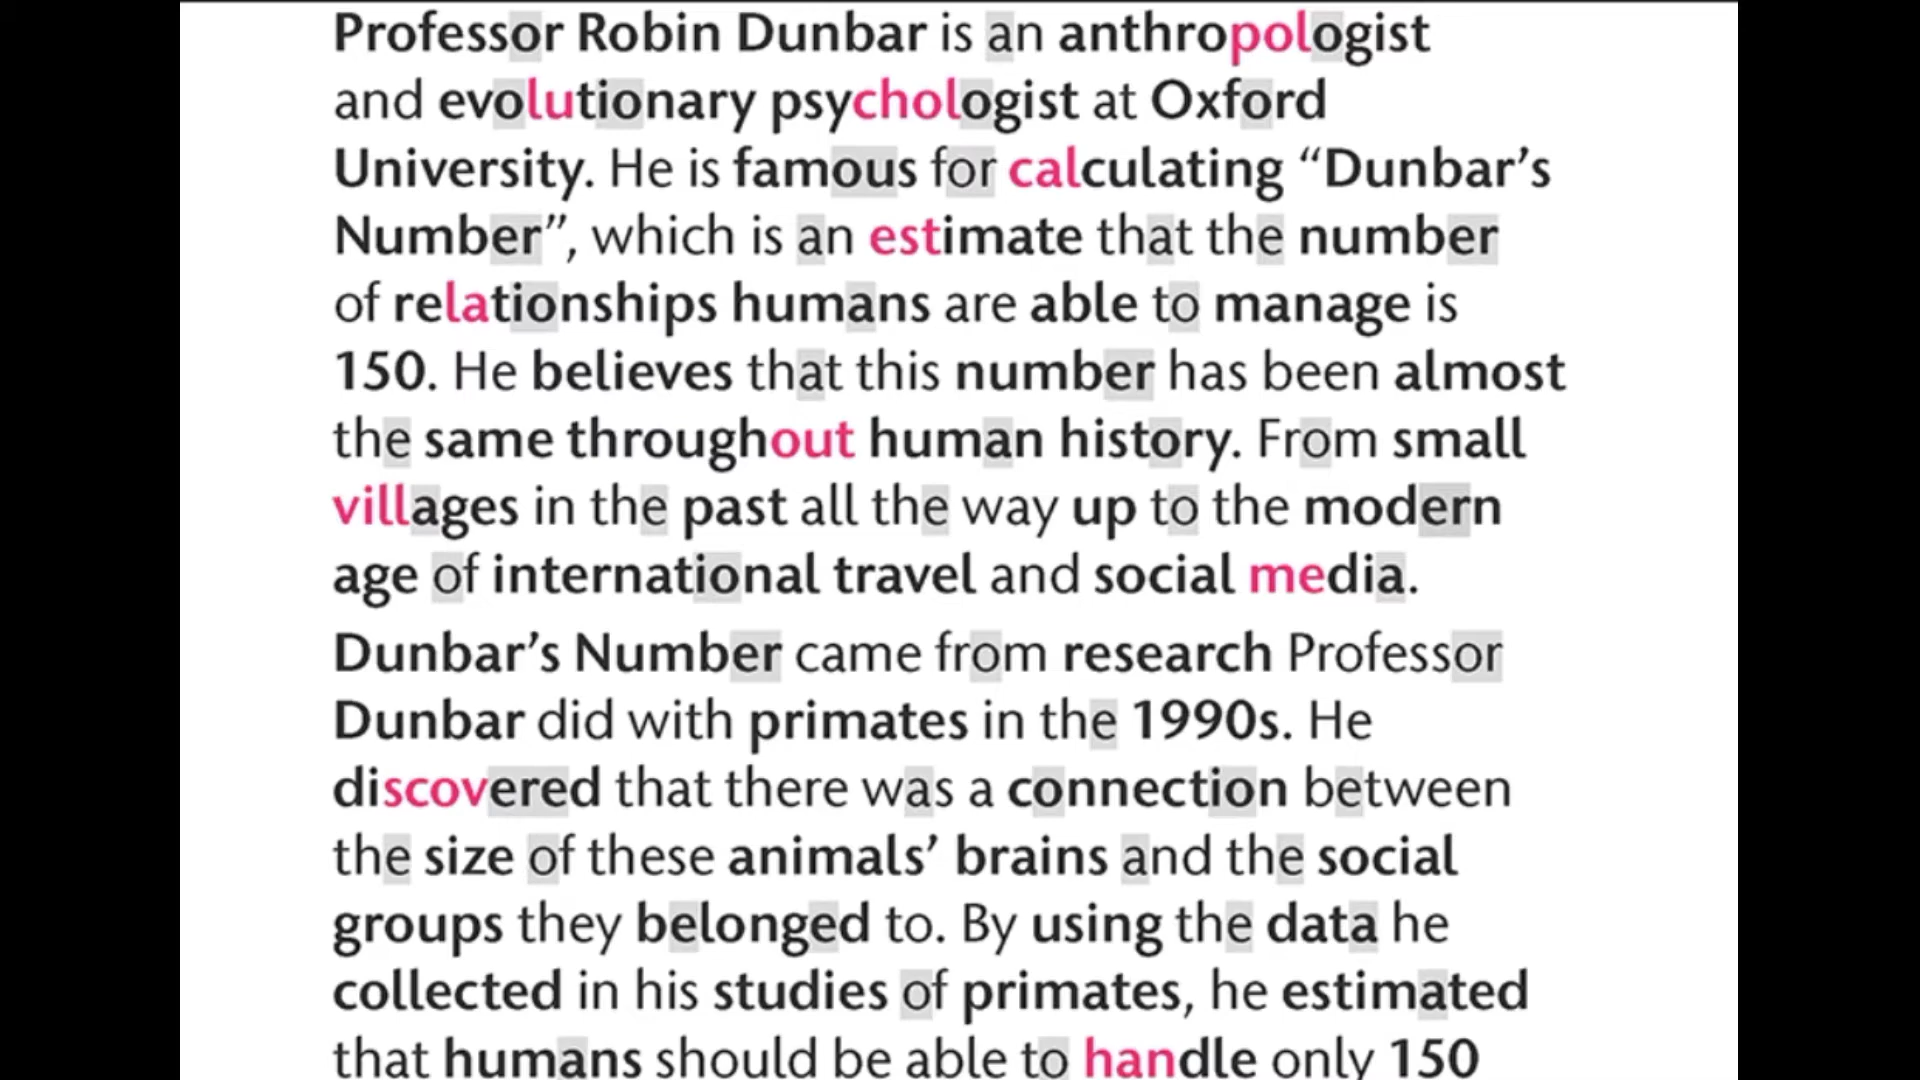 Professor Robin Dunbar is an anthropologist
and evolutionary psychologist at Oxford
University. He is famous for calculating “Dunbar’s
Number”, which is an estimate that the number
of relationships humans are able to manage is
150. He believes that this number has been almost
the same throughout human history. From small
villages in the past all the way up to the modern
age of international travel and social media.
Dunbar’s Number came from research Professor
Dunbar did with primates in the 1990s. He
discovered that there was a connection between
the size of these animals’ brains and the social
groups they belonged to. By using the data he
collected in his studies of primates, he estimated
that humans should be able to handle only 150